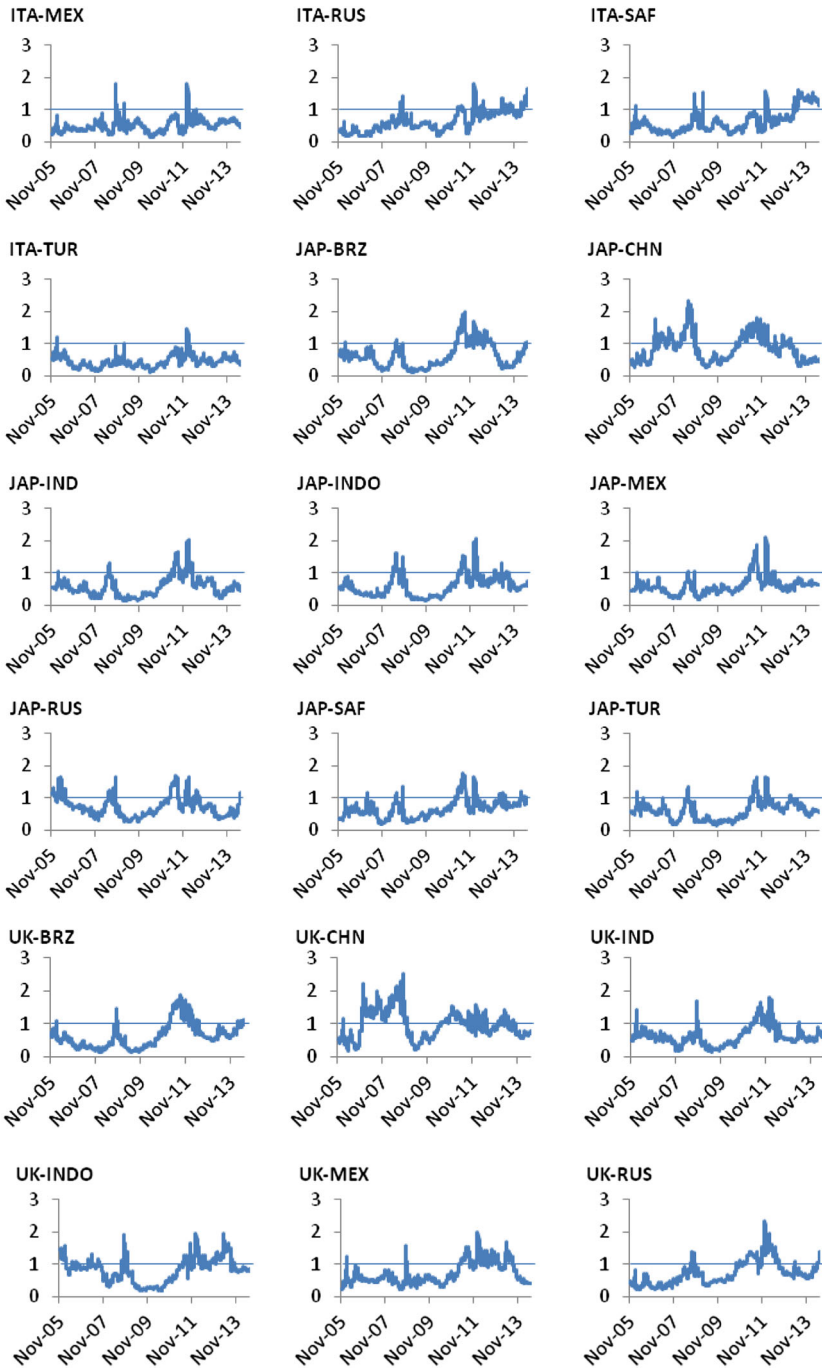 ITA-MEX ITA-RUS ITA-SAF
3 3 3
2 2 2
1 1 1
0 0 0
Nov-05 Nov-07 Nov-09 Nov-11 Nov-13 Nov-05 Nov-07 Nov-09 Nov-11 Nov-13 Nov-05 Nov-07 Nov-09 Nov-11 Nov-13
ITA-TUR JAP-BRZ JAP-CHN
3 3 3
2 2 2
1 1 1
0 0 0
Nov-05 Nov-07 Nov-09 Nov-11 Nov-13 Nov-05 Nov-07 Nov-09 Nov-11 Nov-13 Nov-05 Nov-07 Nov-09 Nov-11 Nov-13
JAP-IND JAP-INDO JAP-MEX
3 3 3
2 2 2
1 1 1
0 0 0
Nov-05 Nov-07 Nov-09 Nov-11 Nov-13 Nov-05 Nov-07 Nov-09 Nov-11 Nov-13 Nov-05 Nov-07 Nov-09 Nov-11 Nov-13
JAP-RUS JAP-SAF JAP-TUR
3 3 3
2 2 2
1 1 1
0 0 0
Nov-05 Nov-07 Nov-09 Nov-11 Nov-13 Nov-05 Nov-07 Nov-09 Nov-11 Nov-13 Nov-05 Nov-07 Nov-09 Nov-11 Nov-13
UK-BRZ UK-CHN UK-IND
3 3 3
2 2 2
1 1 1
0 0 0
Nov-05 Nov-07 Nov-09 Nov-11 Nov-13 Nov-05 Nov-07 Nov-09 Nov-11 Nov-13 Nov-05 Nov-07 Nov-09 Nov-11 Nov-13
UK-INDO UK-MEX UK-RUS
3 3 3
2 2 2
1 1 1
0 0 0
Nov-05 Nov-07 Nov-09 Nov-11 Nov-13 Nov-05 Nov-07 Nov-09 Nov-11 Nov-13 Nov-05 Nov-07 Nov-09 Nov-11 Nov-13